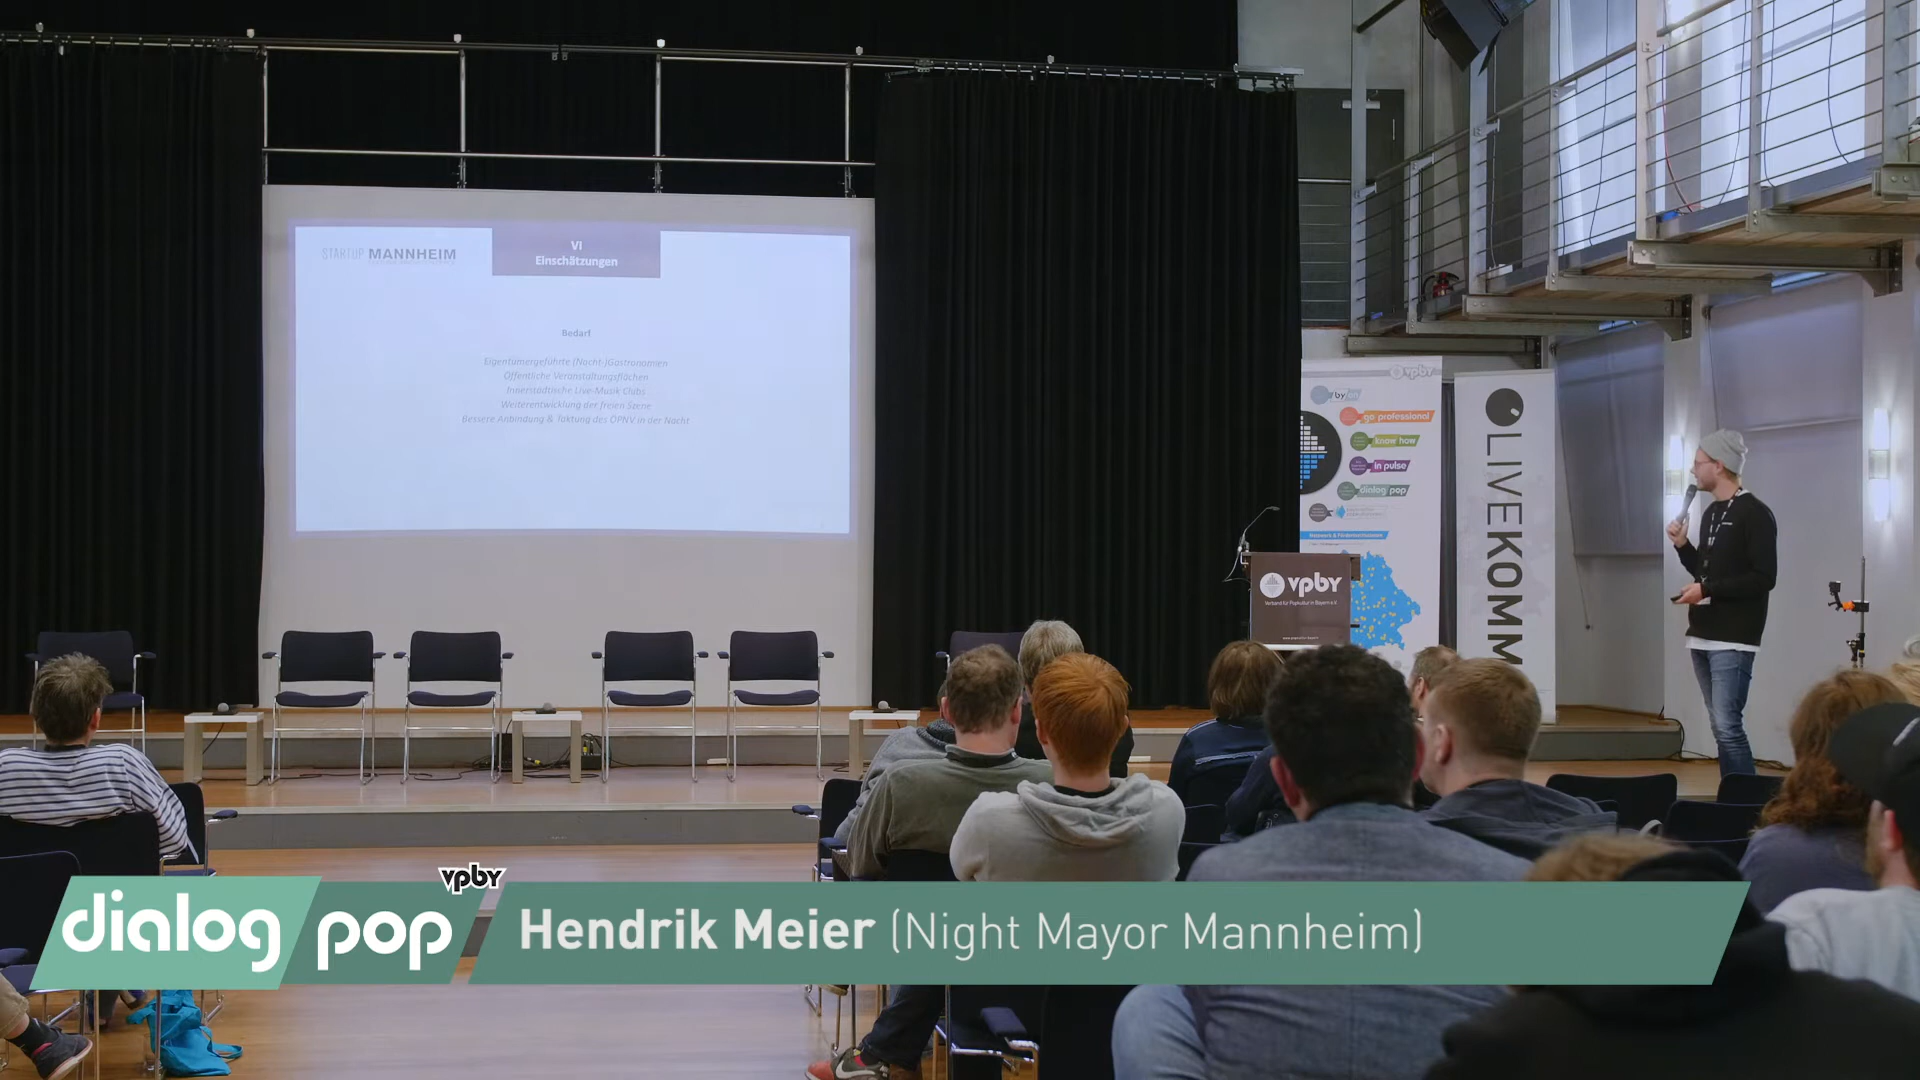 STARTUP MANNHEIM
VI
Einschätzungen
Bedarf
Eigentümergeführte (Nacht-)Gastronomien
Öffentliche Veranstaltungsflächen
Innerstädtische Live-Musik Clubs
Weiterentwicklung der freien Szene
Bessere Anbindung & Taktung des ÖPNV in der Nacht
vpby
by on
go professional
know how
in pulse
dialog pop
LIVEKOMM
vpby
Verband für Popkultur in Bayern e.V.
dialog pop
vpby
Hendrik Meier (Night Mayor Mannheim)